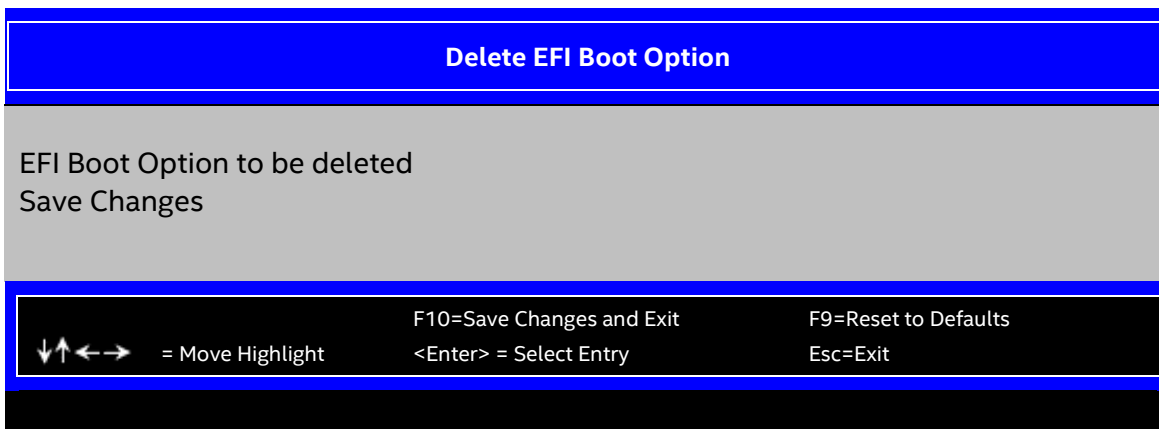 Delete EFI Boot Option
EFI Boot Option to be deleted
Save Changes
F10=Save Changes and Exit F9=Reset to Defaults
↓↑←→ = Move Highlight <Enter> = Select Entry Esc=Exit